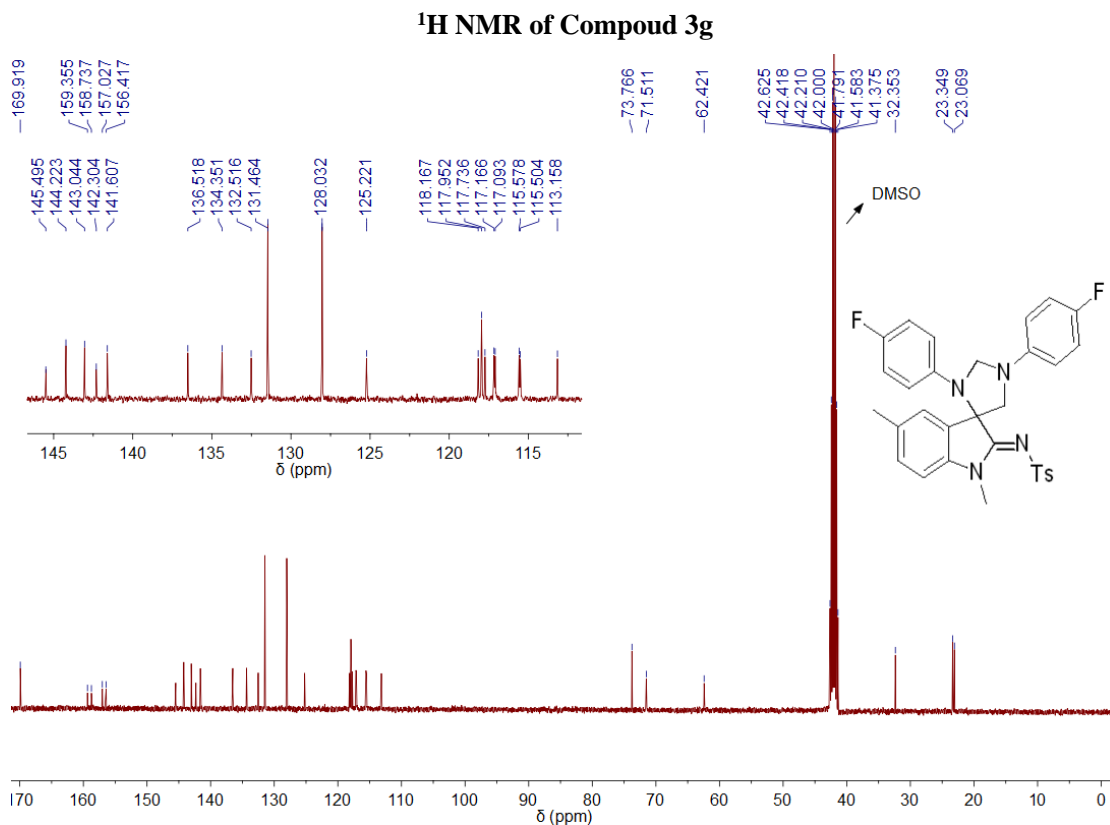 ¹H NMR of Compoud 3g
169.919
159.355
158.737
157.027
156.417
73.766
71.511
62.421
42.625
42.418
42.210
42.000
41.791
41.583
41.375
32.353
23.349
23.069
145.495
144.223
143.044
142.304
141.607
136.518
134.351
132.516
131.464
128.032
125.221
118.167
117.952
117.736
117.166
117.093
115.578
115.504
113.158
DMSO
F
F
N
N
N
N
Ts
145 140 135 130 125 120 115
δ (ppm)
170 160 150 140 130 120 110 100 90 80 70 60 50 40 30 20 10 0
δ (ppm)